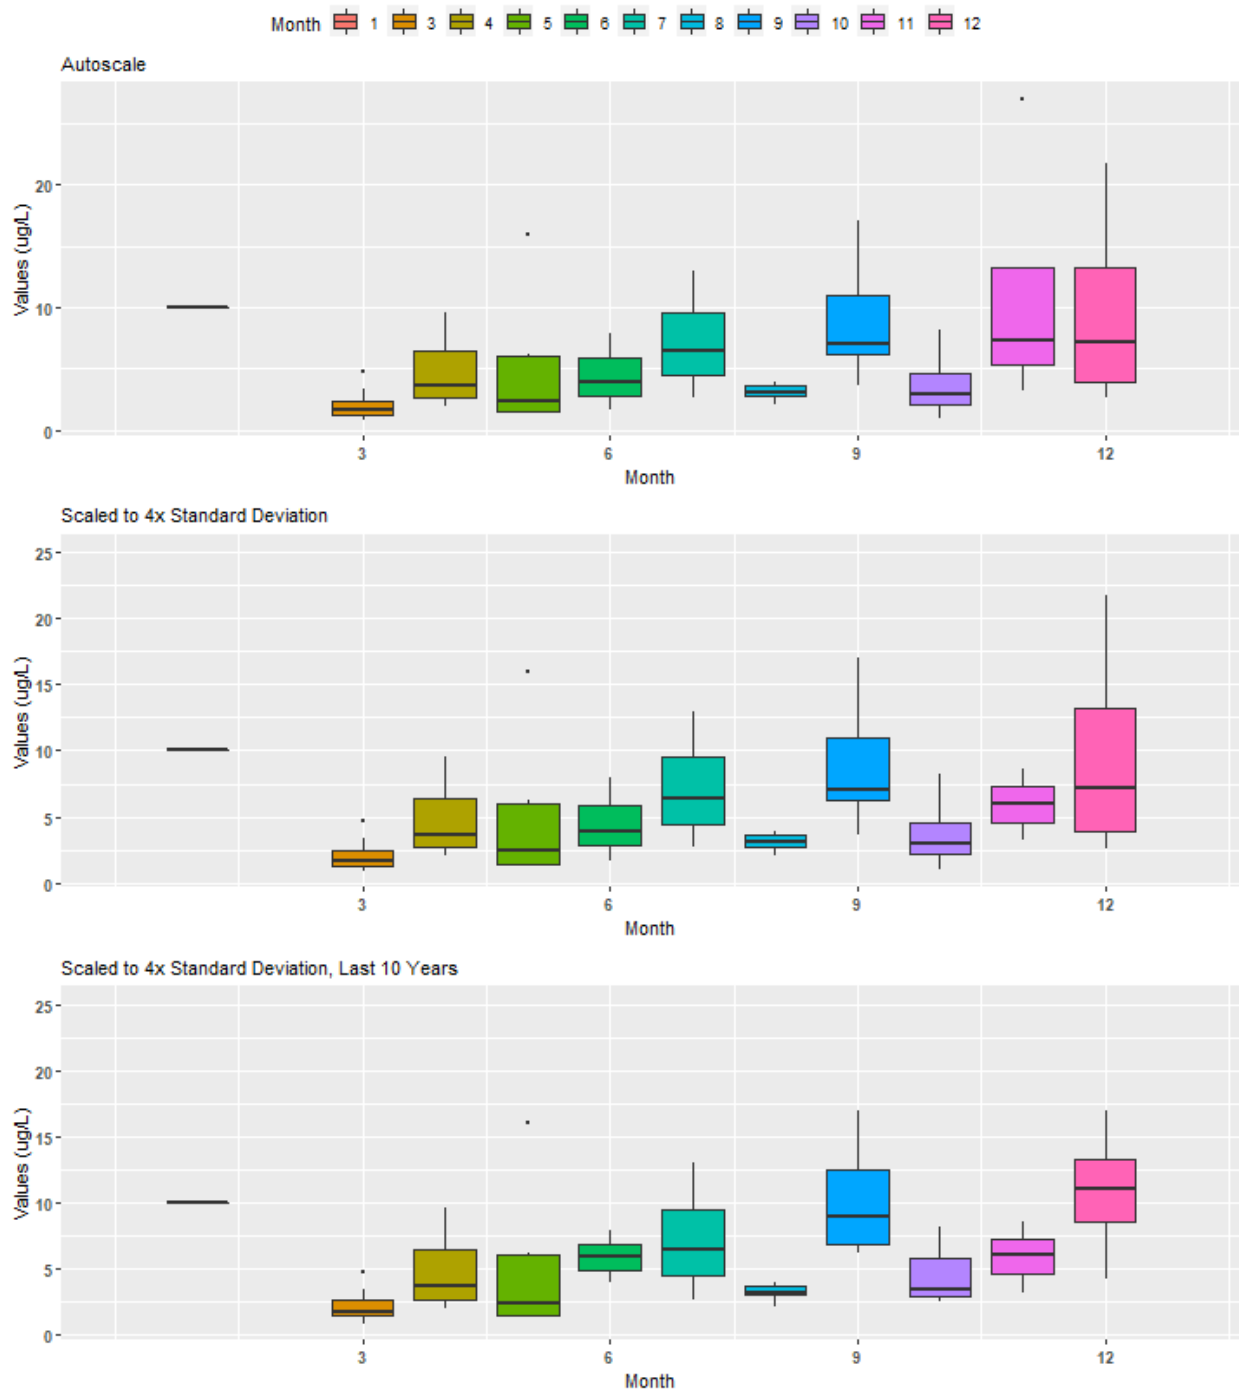 Month 1 3 4 5 6 7 8 9 10 11 12
Autoscale
Values (ug/L)
20
10
0
3 6 9 12
Month
Scaled to 4x Standard Deviation
Values (ug/L)
25
20
15
10
5
0
3 6 9 12
Month
Scaled to 4x Standard Deviation, Last 10 Years
Values (ug/L)
25
20
15
10
5
0
3 6 9 12
Month